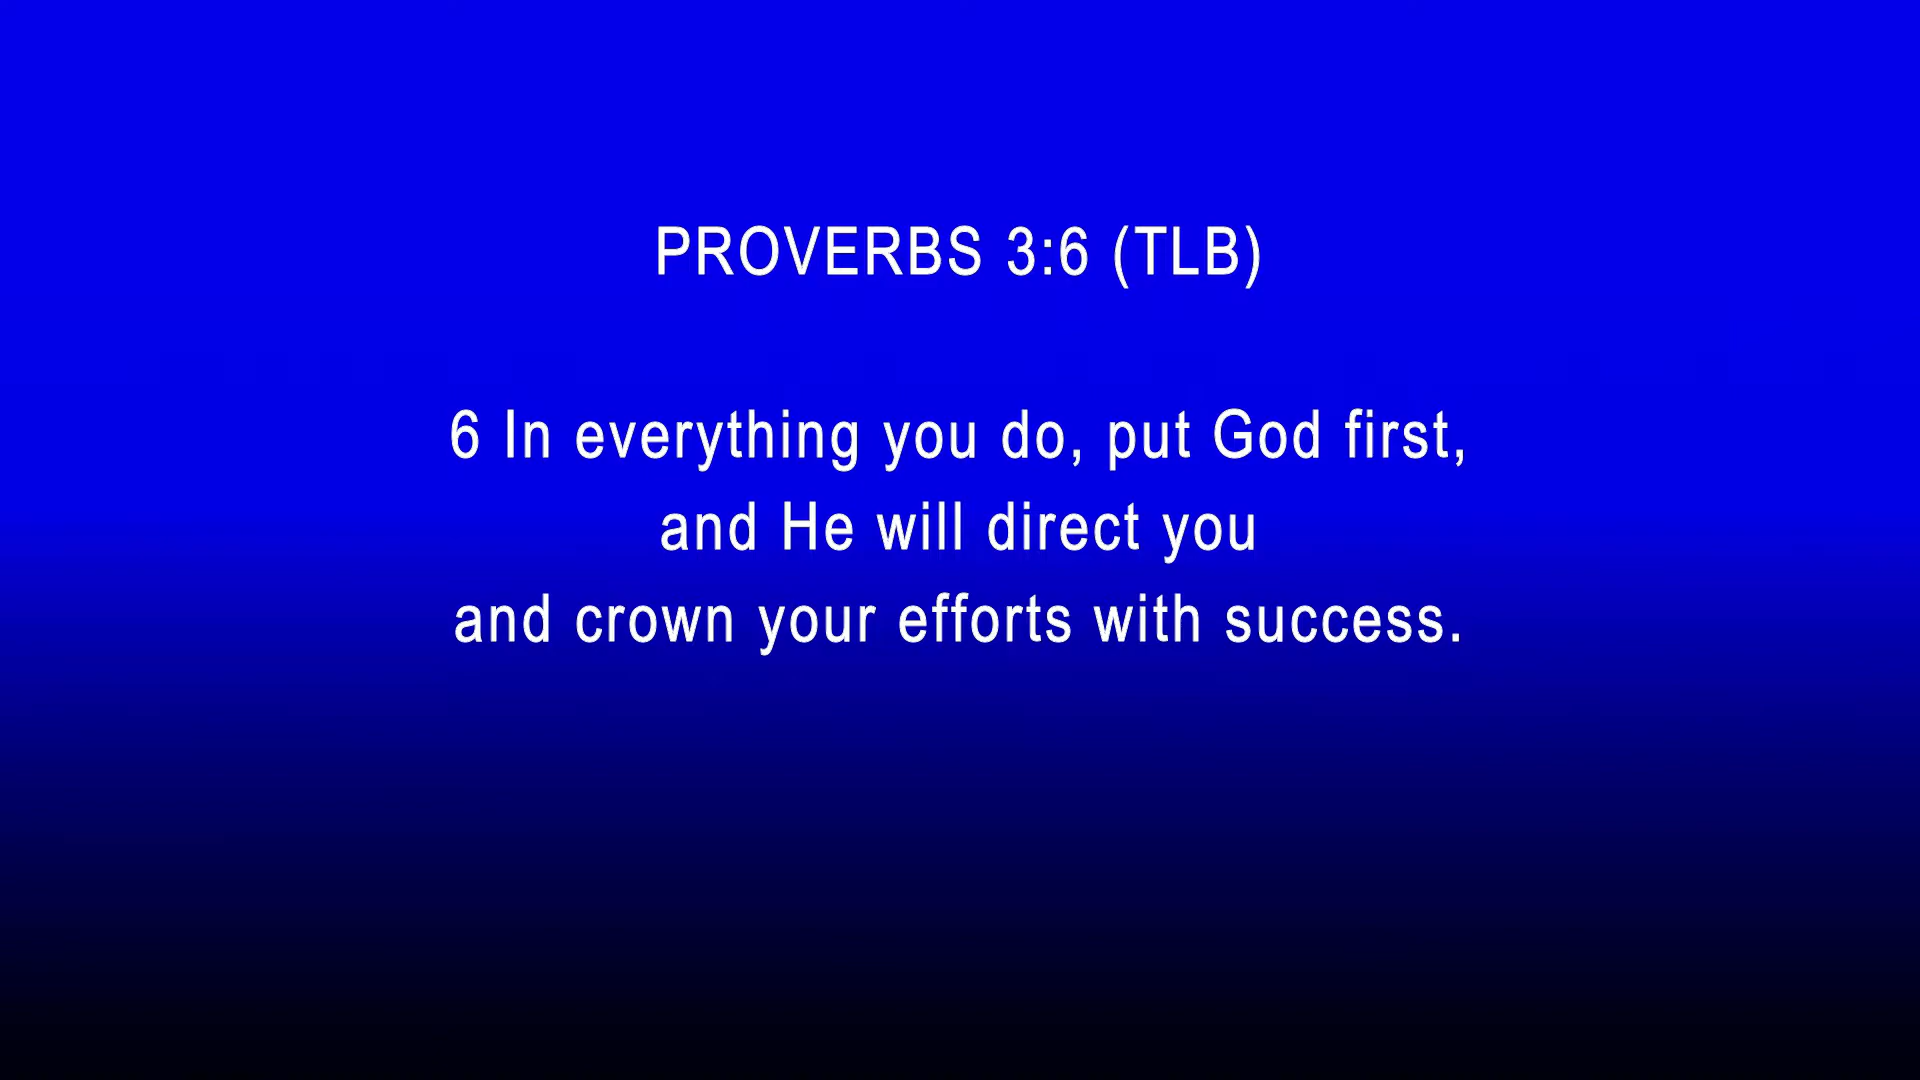 PROVERBS 3:6 (TLB)
6 In everything you do, put God first,
and He will direct you
and crown your efforts with success.